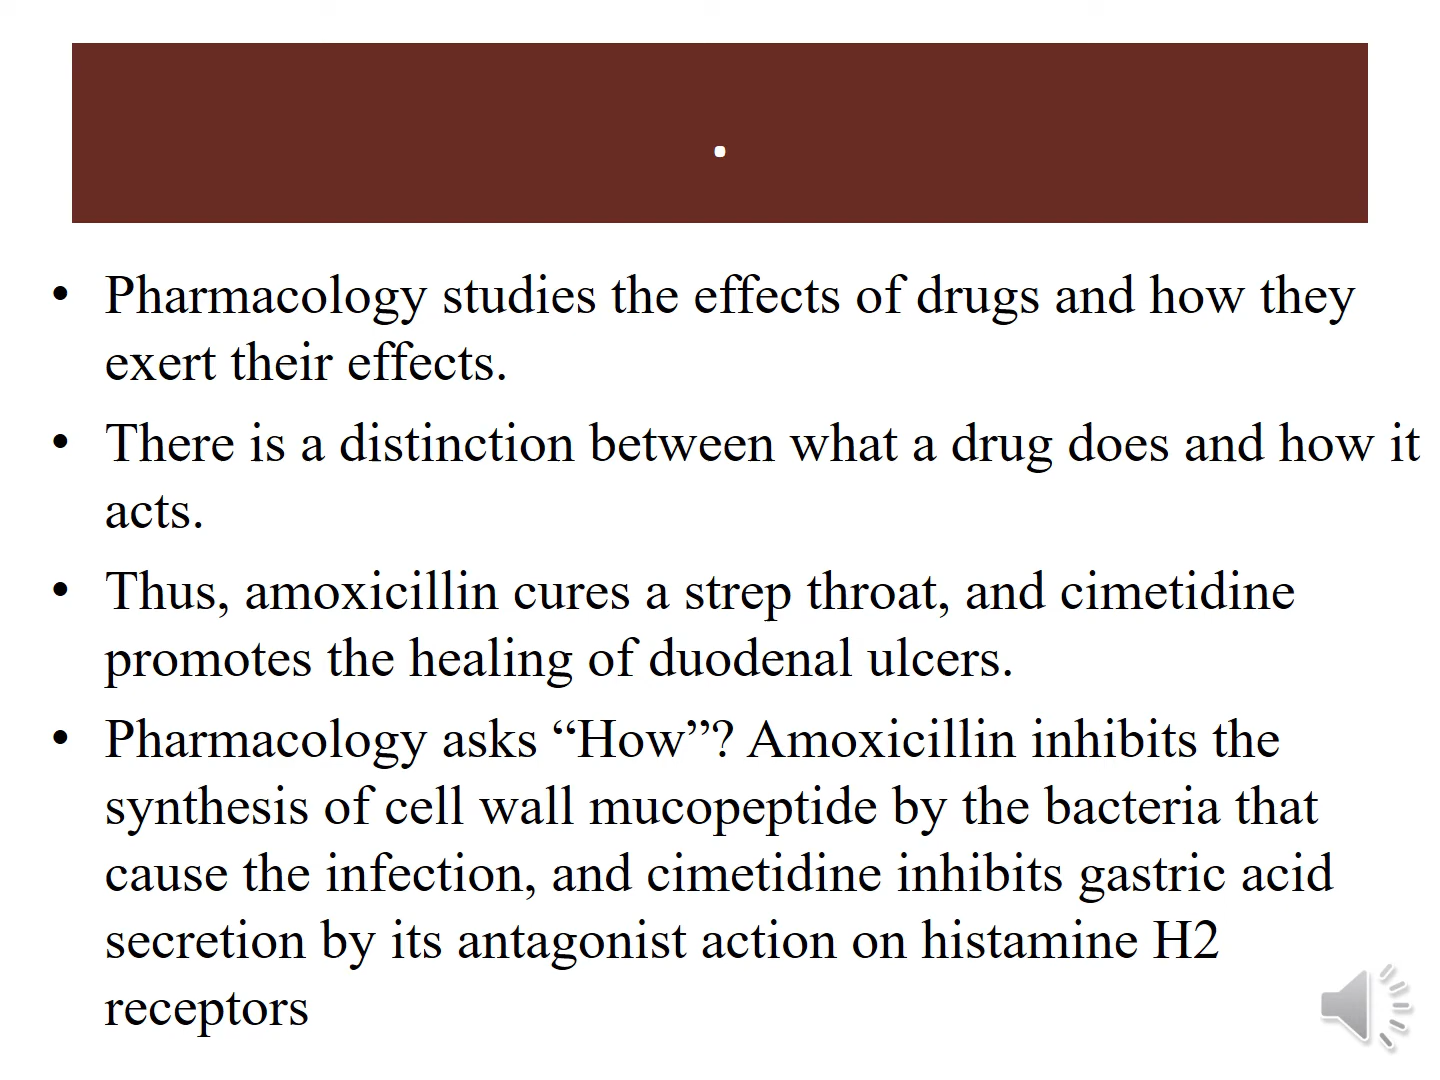 .
• Pharmacology studies the effects of drugs and how they
exert their effects.
• There is a distinction between what a drug does and how it
acts.
• Thus, amoxicillin cures a strep throat, and cimetidine
promotes the healing of duodenal ulcers.
• Pharmacology asks “How”? Amoxicillin inhibits the
synthesis of cell wall mucopeptide by the bacteria that
cause the infection, and cimetidine inhibits gastric acid
secretion by its antagonist action on histamine H2
receptors